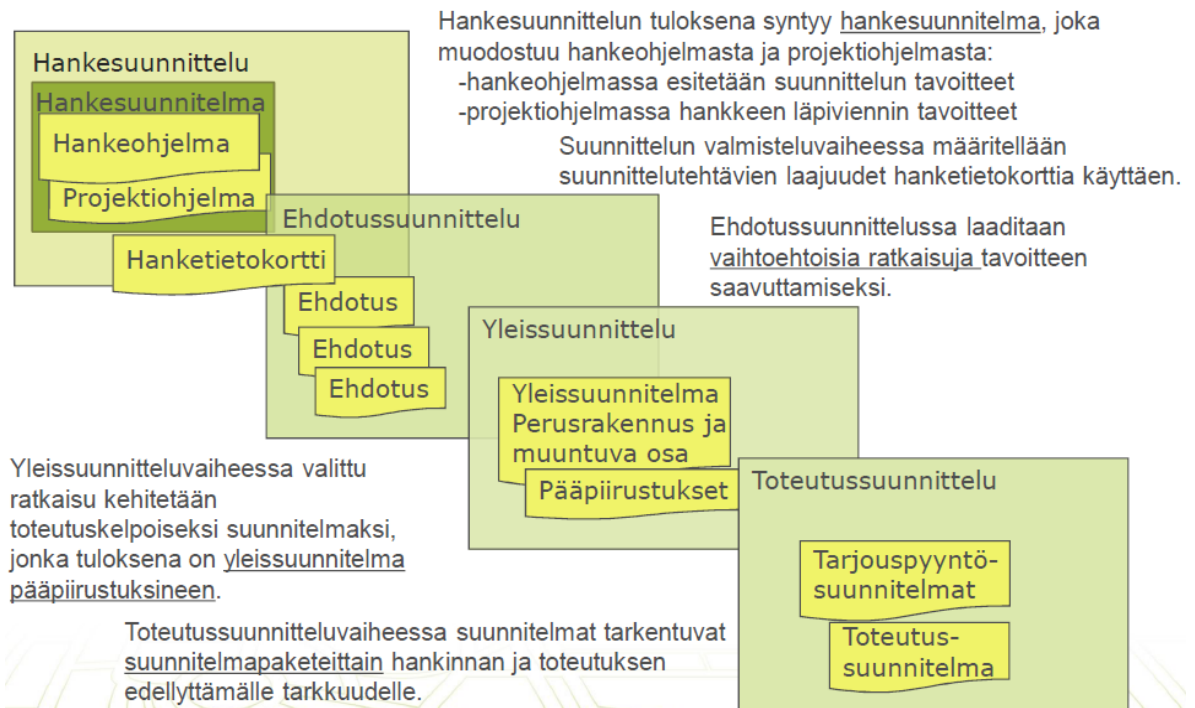 Hankesuunnittelun tuloksena syntyy hankesuunnitelma, joka
muodostuu hankeohjelmasta ja projektiohjelmasta:
-hankeohjelmassa esitetään suunnittelun tavoitteet
-projektiohjelmassa hankkeen läpiviennin tavoitteet
Hankesuunnittelu
Hankesuunnitelma
Hankeohjelma
Projektiohjelma
Hanketietokortti
Suunnittelun valmisteluvaiheessa määritellään
suunnittelutehtävien laajuudet hanketietokorttia käyttäen.
Ehdotussuunnittelu
Ehdotus
Ehdotus
Ehdotus
Ehdotussuunnittelussa laaditaan
vaihtoehtoisia ratkaisuja tavoitteen
saavuttamiseksi.
Yleissuunnittelu
Yleissuunnitelma
Perusrakennus ja
muuntuva osa
Pääpiirustukset
Yleissuunnitteluvaiheessa valittu
ratkaisu kehitetään
toteutuskelpoiseksi suunnitelmaksi,
jonka tuloksena on yleissuunnitelma
pääpiirustuksineen.
Toteutussuunnittelu
Tarjouspyyntö-
suunnitelmat
Toteutus-
suunnitelma
Toteutussuunnitteluvaiheessa suunnitelmat tarkentuvat
suunnitelmapaketeittain hankinnan ja toteutuksen
edellyttämälle tarkkuudelle.